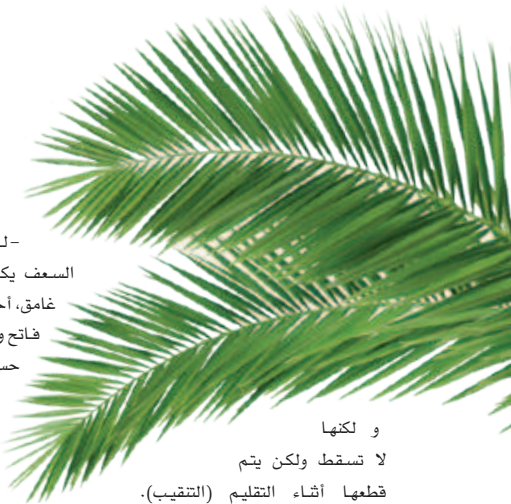 السعف
غامق،
فاتح
و لكنها
لا تسقط ولكن يتم
قطعها أثناء التقليم (التنقيب).